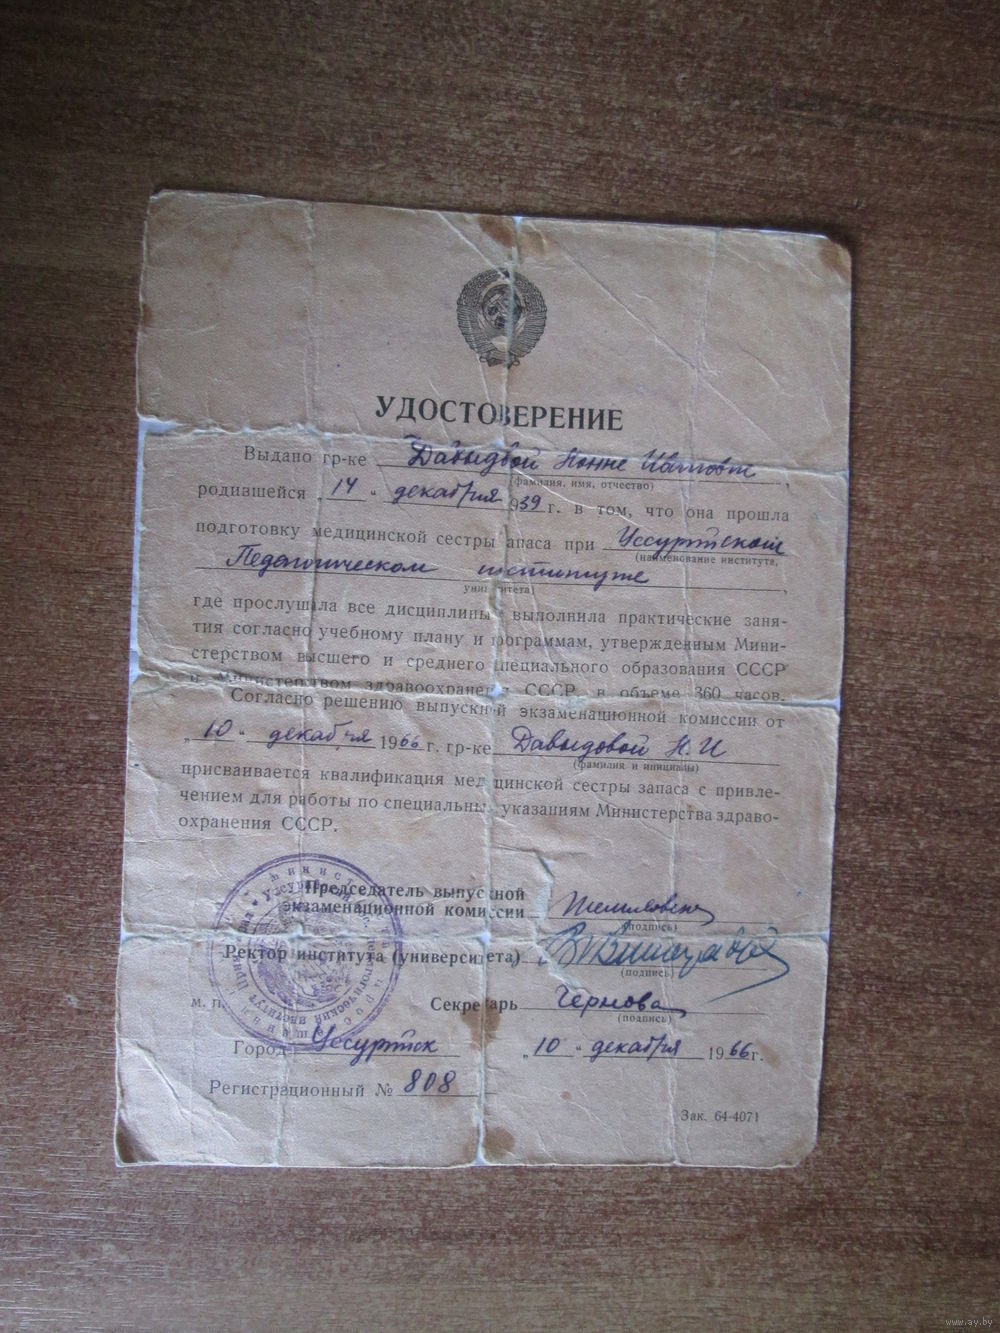 УДОСТОВЕРЕНИЕ
Выдано гр-ке Давыдвой Нонне Ивановне,
(фамилия, имя, отчество)
родившейся „14" декабря 1939 г. в том, что она прошла
подготовку медицинской сестры запаса при Уссурийском
(наименование института,
Педагогическом институте,
университета)
где прослушала все дисциплины и выполнила практические заня-
тия согласно учебному плану и программам, утвержденным Мини-
стерством высшего и среднего специального образования СССР
и Министерством здравоохранения СССР, в объеме 360 часов.
Согласно решению выпускной экзаменационной комиссии от
„10" декабря 1966 г. гр-ке Давыдовой Н. И
(фамилия и инициалы)
присваивается квалификация медицинской сестры запаса с привле-
чением для работы по специальным указаниям Министерства здраво-
охранения СССР.
Председатель выпускной
экзаменационной комиссии
(подпись)
Ректор института (университета)
(подпись)
м. п. Секретарь Чернова
(подпись)
Город Уссурийск „10" декабря 1966 г.
Регистрационный № 808
Зак. 64-4071
www.ay.by